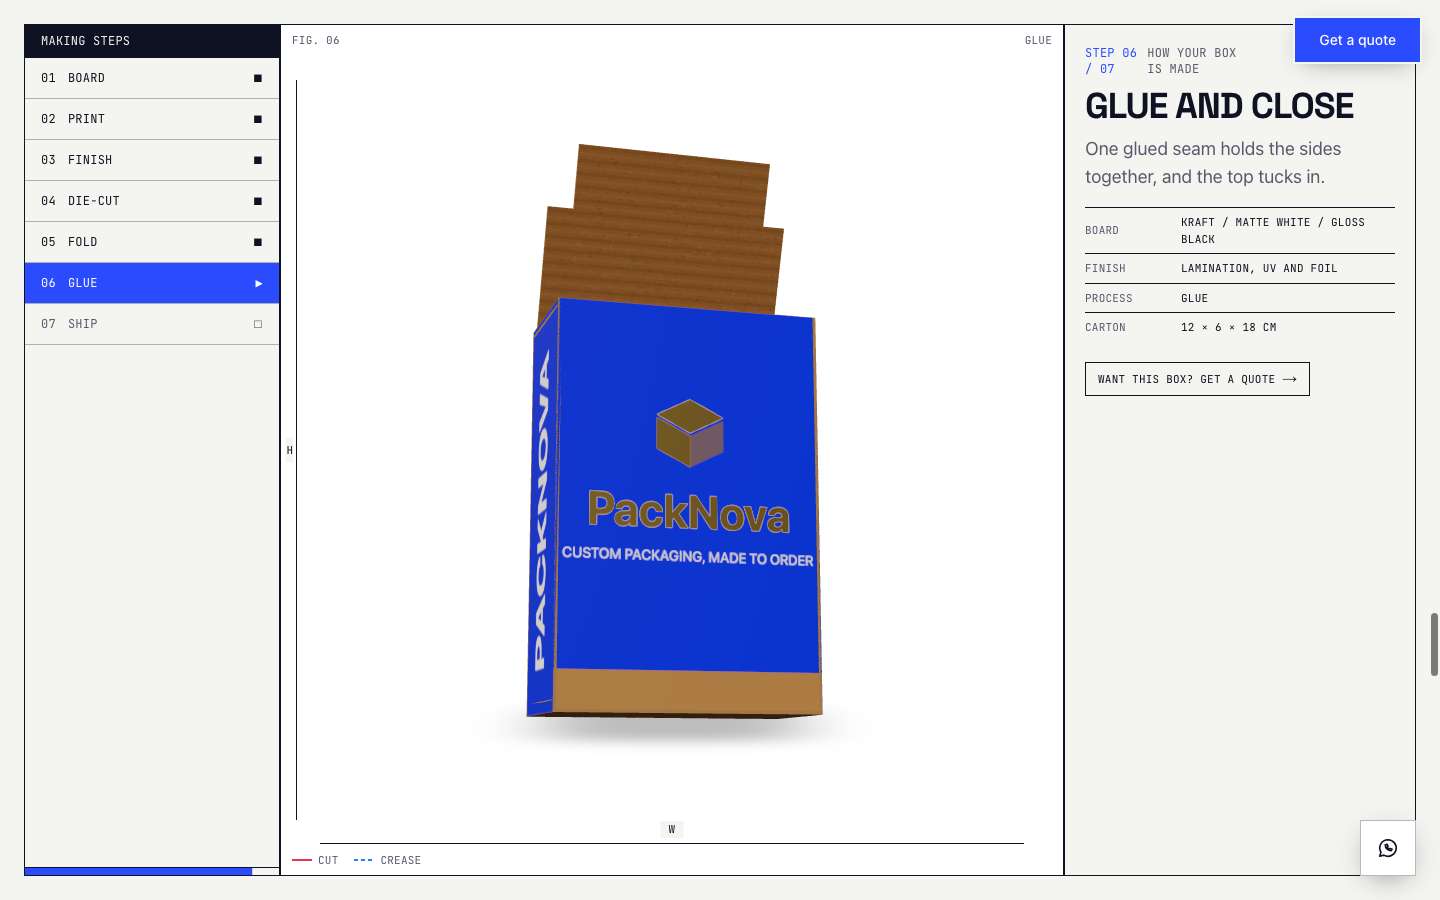 MAKING STEPS
01 BOARD
02 PRINT
03 FINISH
04 DIE-CUT
05 FOLD
06 GLUE
07 SHIP
FIG. 06
GLUE
H
PACKNOVA
PackNova
CUSTOM PACKAGING, MADE TO ORDER
W
CUT
CREASE
Get a quote
STEP 06 / 07
HOW YOUR BOX IS MADE
GLUE AND CLOSE
One glued seam holds the sides
together, and the top tucks in.
BOARD KRAFT / MATTE WHITE / GLOSS
BLACK
FINISH LAMINATION, UV AND FOIL
PROCESS GLUE
CARTON 12 × 6 × 18 CM
WANT THIS BOX? GET A QUOTE →